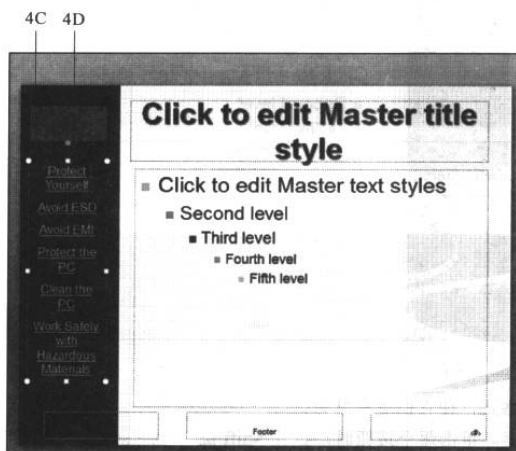 4C 4D
Click to edit Master title
style
Protect
Yourself
Avoid ESD
Avoid EMI
Protect the
PC
Clean the
PC
Work Safely
with
Hazardous
Materials
Click to edit Master text styles
Second level
Third level
Fourth level
Fifth level
Footer